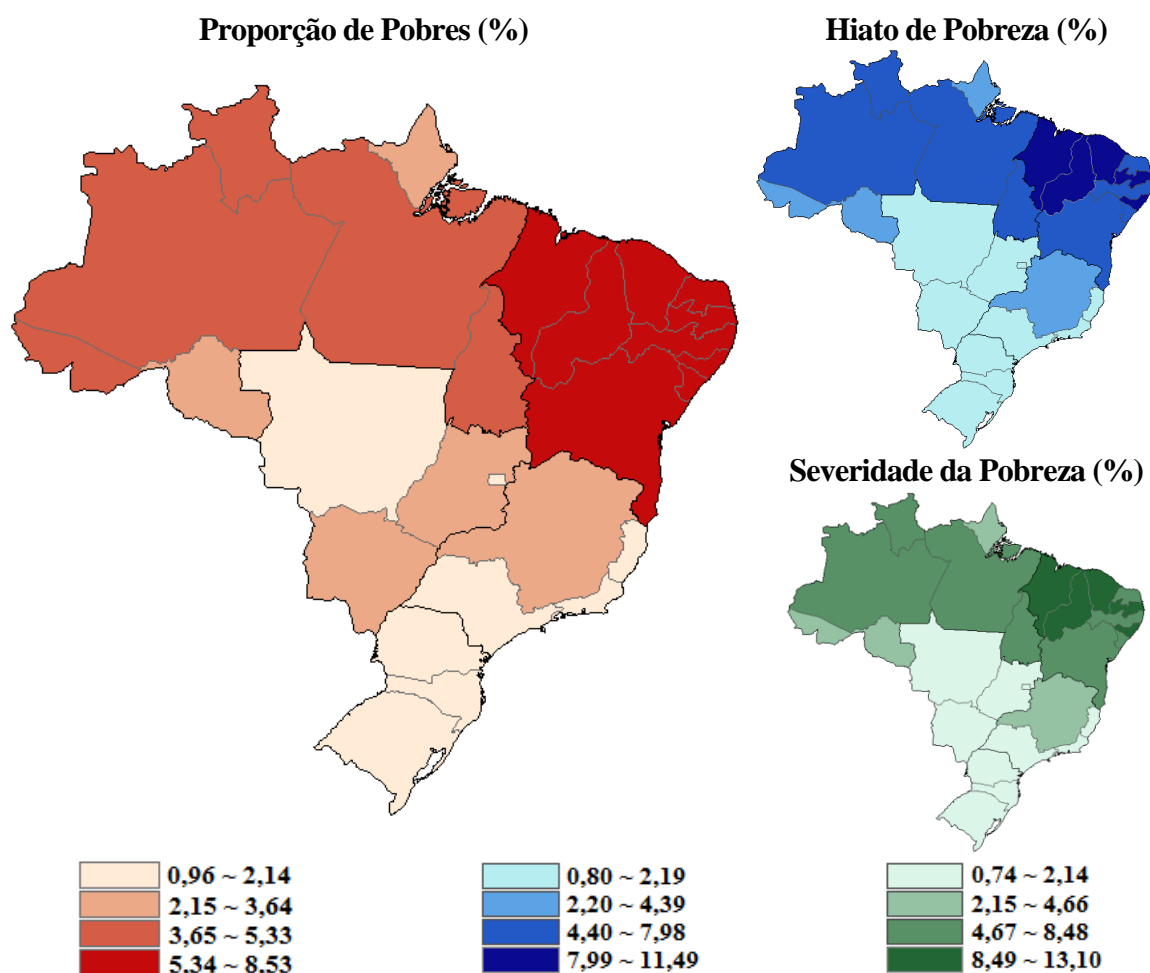 Proporção de Pobres (%)
Hiato de Pobreza (%)
Severidade da Pobreza (%)
0,96 ~ 2,14
2,15 ~ 3,64
3,65 ~ 5,33
5,34 ~ 8,53
0,80 ~ 2,19
2,20 ~ 4,39
4,40 ~ 7,98
7,99 ~ 11,49
0,74 ~ 2,14
2,15 ~ 4,66
4,67 ~ 8,48
8,49 ~ 13,10